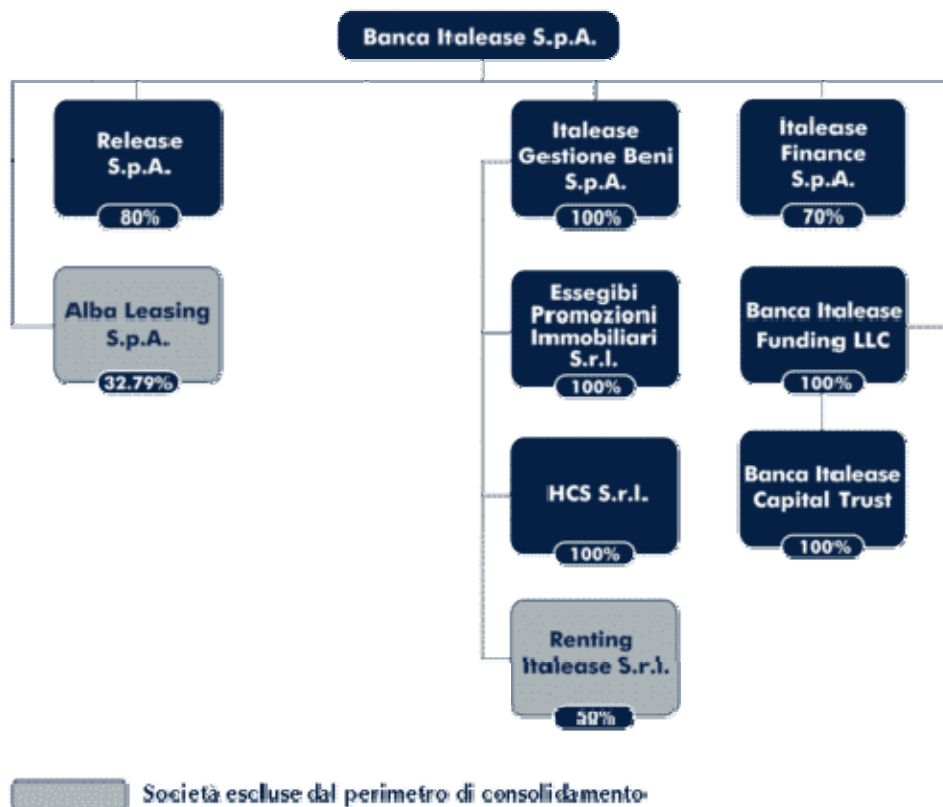 Banca Italease S.p.A.
Release
S.p.A.
80%
Alba Leasing
S.p.A.
32.79%
Italease
Gestione Beni
S.p.A.
100%
Essegibi
Promozioni
Immobiliari
S.r.l.
100%
HCS S.r.l.
100%
Renting
Italease S.r.l.
50%
Italease
Finance
S.p.A.
70%
Banca Italease
Funding LLC
100%
Banca Italease
Capital Trust
100%
Società escluse dal perimetro di consolidamento